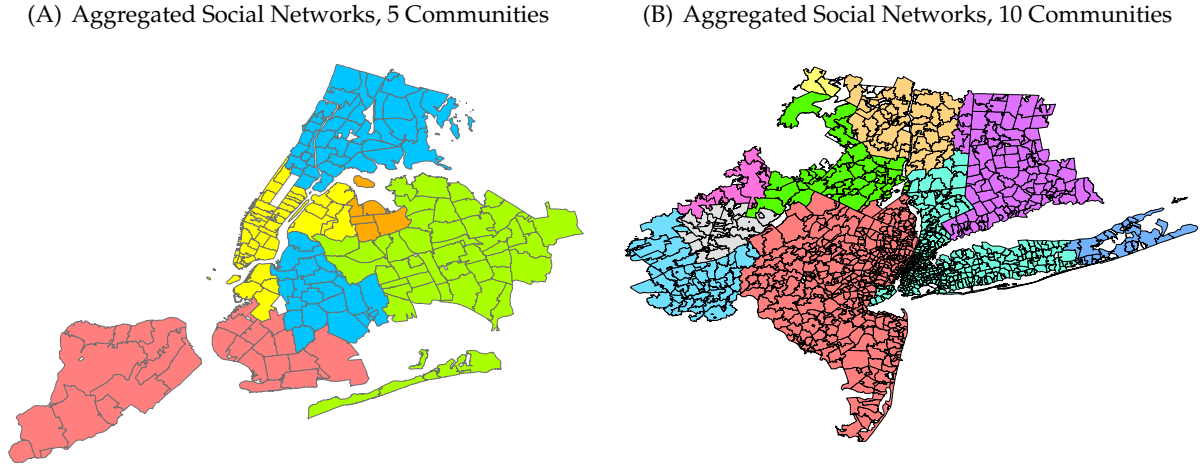 (A) Aggregated Social Networks, 5 Communities
(B) Aggregated Social Networks, 10 Communities